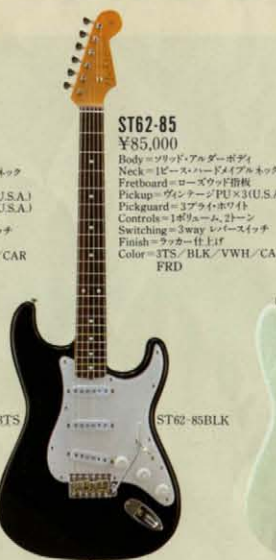 ST62-85
¥85,000
Body=ソリッド・アルダーボディ
Neck=1ピース・ハードメイプルネック
Fretboard=ローズウッド指板
Pickup=ヴィンテージPU×3(U.S.A
Pickguard=3プライ・ホワイト
Controls=1ボリューム、2トーン
Switching=3way レバースイッチ
Finish=ラッカー仕上げ
Color=3TS/BLK/VWH/CA
FRD
ネック
U.S.A.)
U.S.A.)
チ
/CAR
3TS
ST62-85BLK